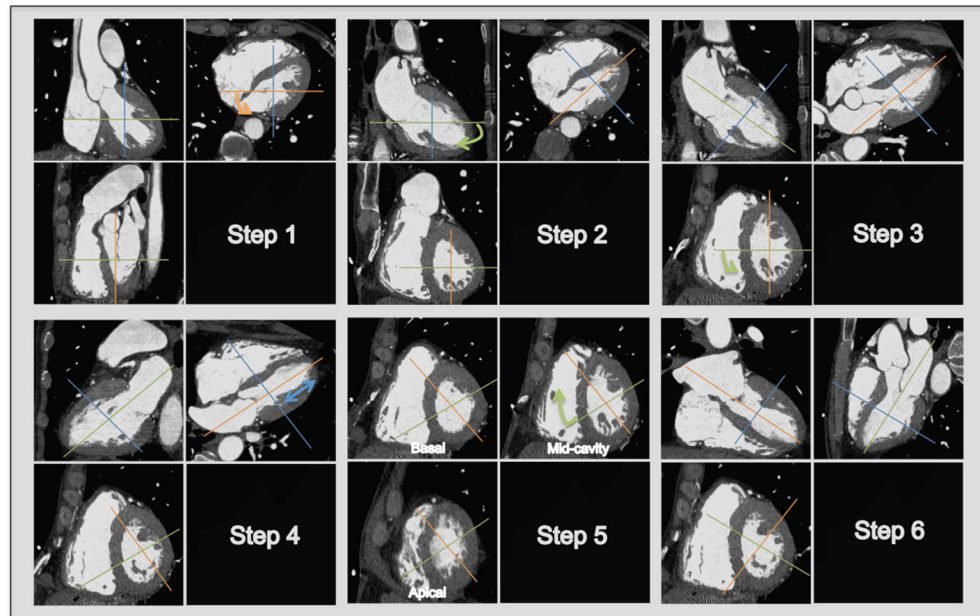 Step 1
Step 2
Step 3
Step 4
Basal
Mid-cavity
Apical
Step 5
Step 6